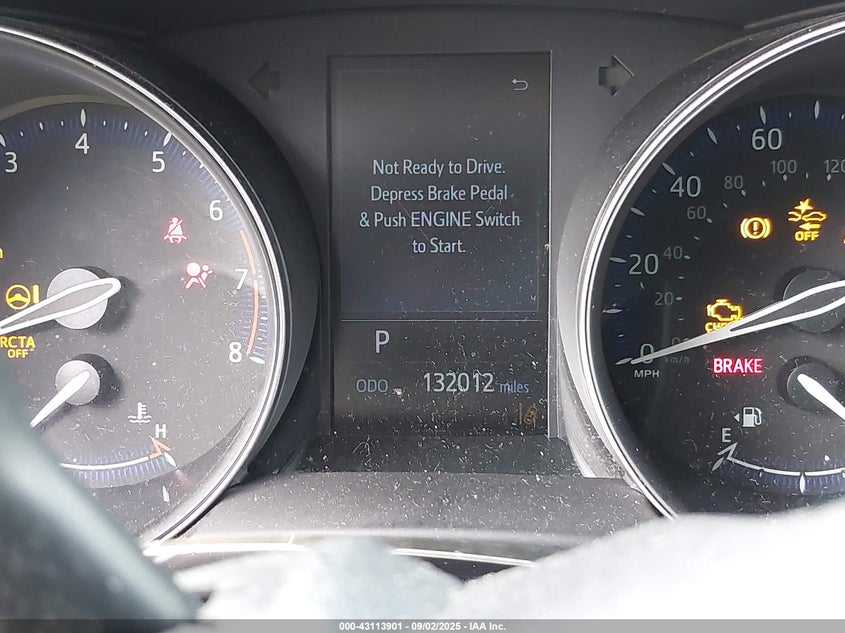 3
4
5
6
7
8
RCTA
OFF
H
Not Ready to Drive.
Depress Brake Pedal
& Push ENGINE Switch
to Start.
P
ODO 132012 miles
60
40
20
0
100
120
80
60
40
20
km/h
MPH
OFF
CHECK
BRAKE
E
000-43113901 - 09/02/2025 - IAA Inc.